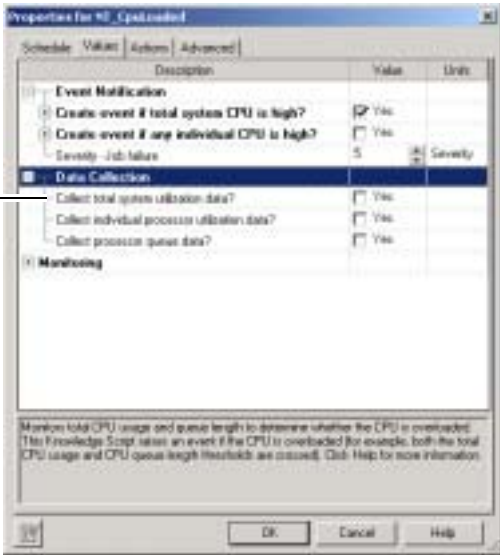 Properties for NT_CpuLoaded
Schedule Values Actions Advanced
Description Value Units
Event Notification
Create event if total system CPU is high? Yes
Create event if any individual CPU is high? Yes
Severity - Job failure 5 Severity
Data Collection
Collect total system utilization data? Yes
Collect individual processor utilization data? Yes
Collect processor queue data? Yes
Monitoring
Monitors total CPU usage and queue length to determine whether the CPU is overloaded.
This Knowledge Script raises an event if the CPU is overloaded (for example, both the total
CPU usage and CPU queue length thresholds are crossed). Click Help for more information.
OK Cancel Help